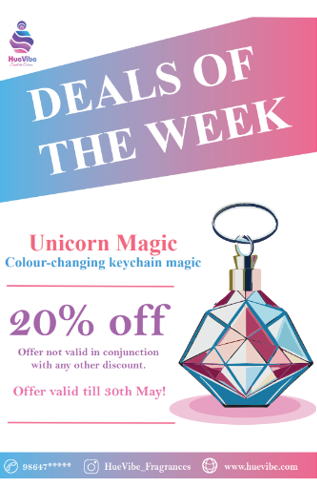 HueVibe
DEALS OF
THE WEEK
Unicorn Magic
Colour-changing keychain magic
20% off
Offer not valid in conjunction
with any other discount.
Offer valid till 30th May!
98647*****
HueVibe_Fragrances
www.huevibe.com